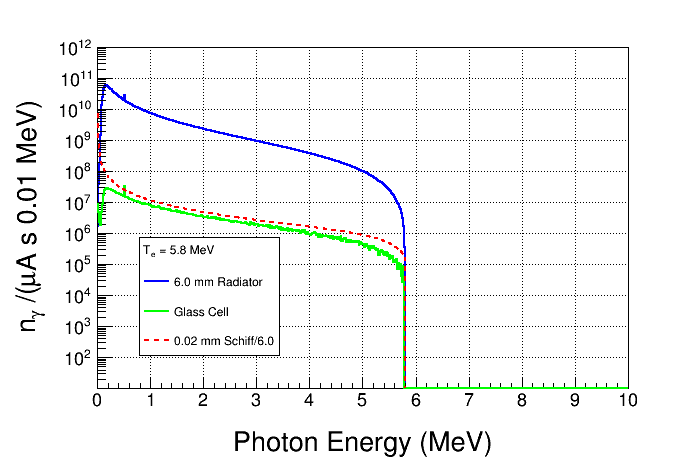 10^12
10^11
10^10
10^9
10^8
10^7
10^6
10^5
10^4
10^3
10^2
n_γ /(μA s 0.01 MeV)
T_e = 5.8 MeV
6.0 mm Radiator
Glass Cell
0.02 mm Schiff/6.0
0 1 2 3 4 5 6 7 8 9 10
Photon Energy (MeV)